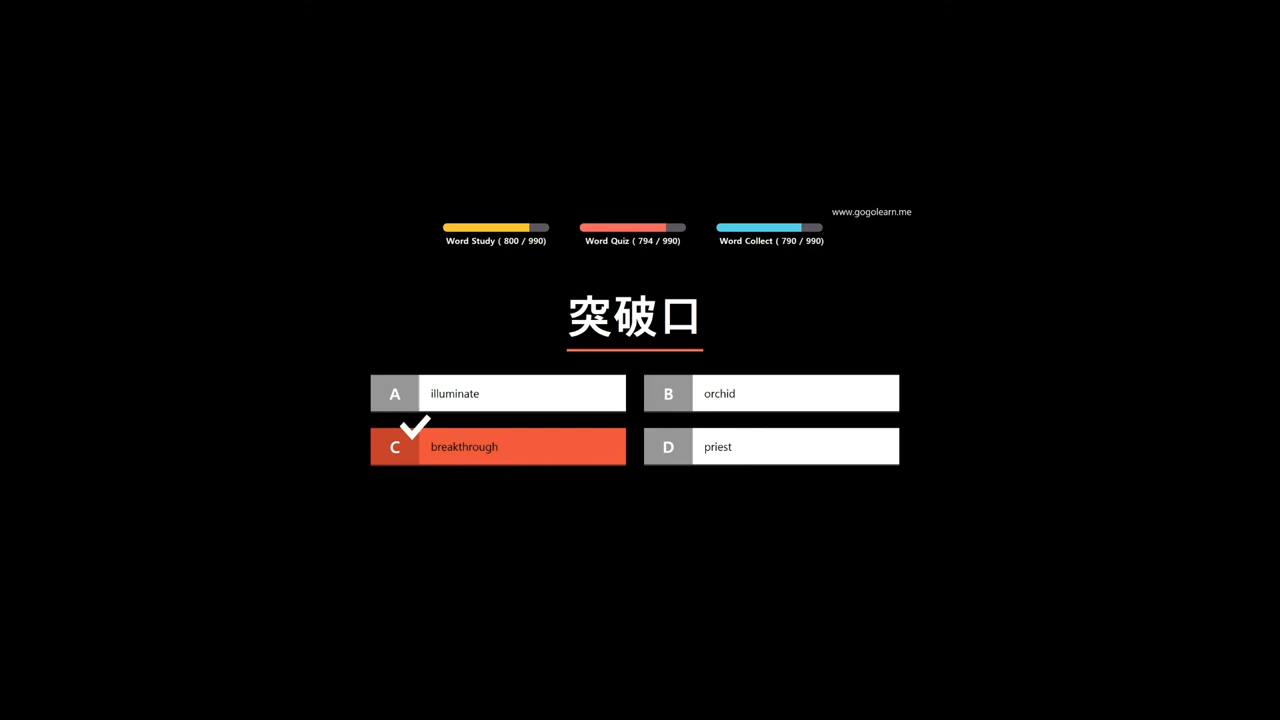 www.gogolearn.me
Word Study ( 800 / 990)
Word Quiz ( 794 / 990)
Word Collect ( 790 / 990)
突破口
A illuminate
B orchid
C breakthrough
D priest